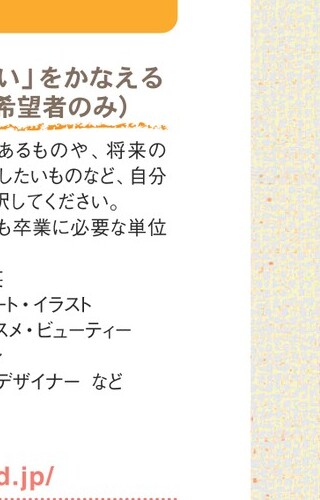 い」をかなえる
希望者のみ）
あるものや、将来の
したいものなど、自分
択してください。
も卒業に必要な単位
ート・イラスト
スメ・ビューティー
デザイナー など
d.jp/